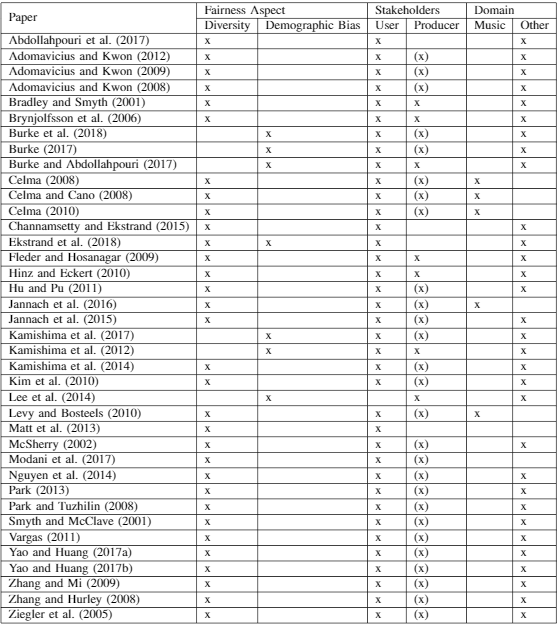 Paper Fairness Aspect Stakeholders Domain
Diversity Demographic Bias User Producer Music Other
Abdollahpouri et al. (2017) x x x
Adomavicius and Kwon (2012) x x (x) x
Adomavicius and Kwon (2009) x x (x) x
Adomavicius and Kwon (2008) x x (x) x
Bradley and Smyth (2001) x x x x
Brynjolfsson et al. (2006) x x x x
Burke et al. (2018) x x (x) x
Burke (2017) x x (x) x
Burke and Abdollahpouri (2017) x x x x
Celma (2008) x x (x) x
Celma and Cano (2008) x x (x) x
Celma (2010) x x (x) x
Channamsetty and Ekstrand (2015) x x x
Ekstrand et al. (2018) x x x x
Fleder and Hosanagar (2009) x x x x
Hinz and Eckert (2010) x x x x
Hu and Pu (2011) x x (x) x
Jannach et al. (2016) x x (x) x
Jannach et al. (2015) x x (x) x
Kamishima et al. (2017) x x (x) x
Kamishima et al. (2012) x x x x
Kamishima et al. (2014) x x (x) x
Kim et al. (2010) x x (x) x
Lee et al. (2014) x x x
Levy and Bosteels (2010) x x (x) x
Matt et al. (2013) x x
McSherry (2002) x x (x) x
Modani et al. (2017) x x (x)
Nguyen et al. (2014) x x (x) x
Park (2013) x x (x) x
Park and Tuzhilin (2008) x x (x) x
Smyth and McClave (2001) x x (x) x
Vargas (2011) x x (x) x
Yao and Huang (2017a) x x (x) x
Yao and Huang (2017b) x x (x) x
Zhang and Mi (2009) x x (x) x
Zhang and Hurley (2008) x x (x) x
Ziegler et al. (2005) x x (x) x